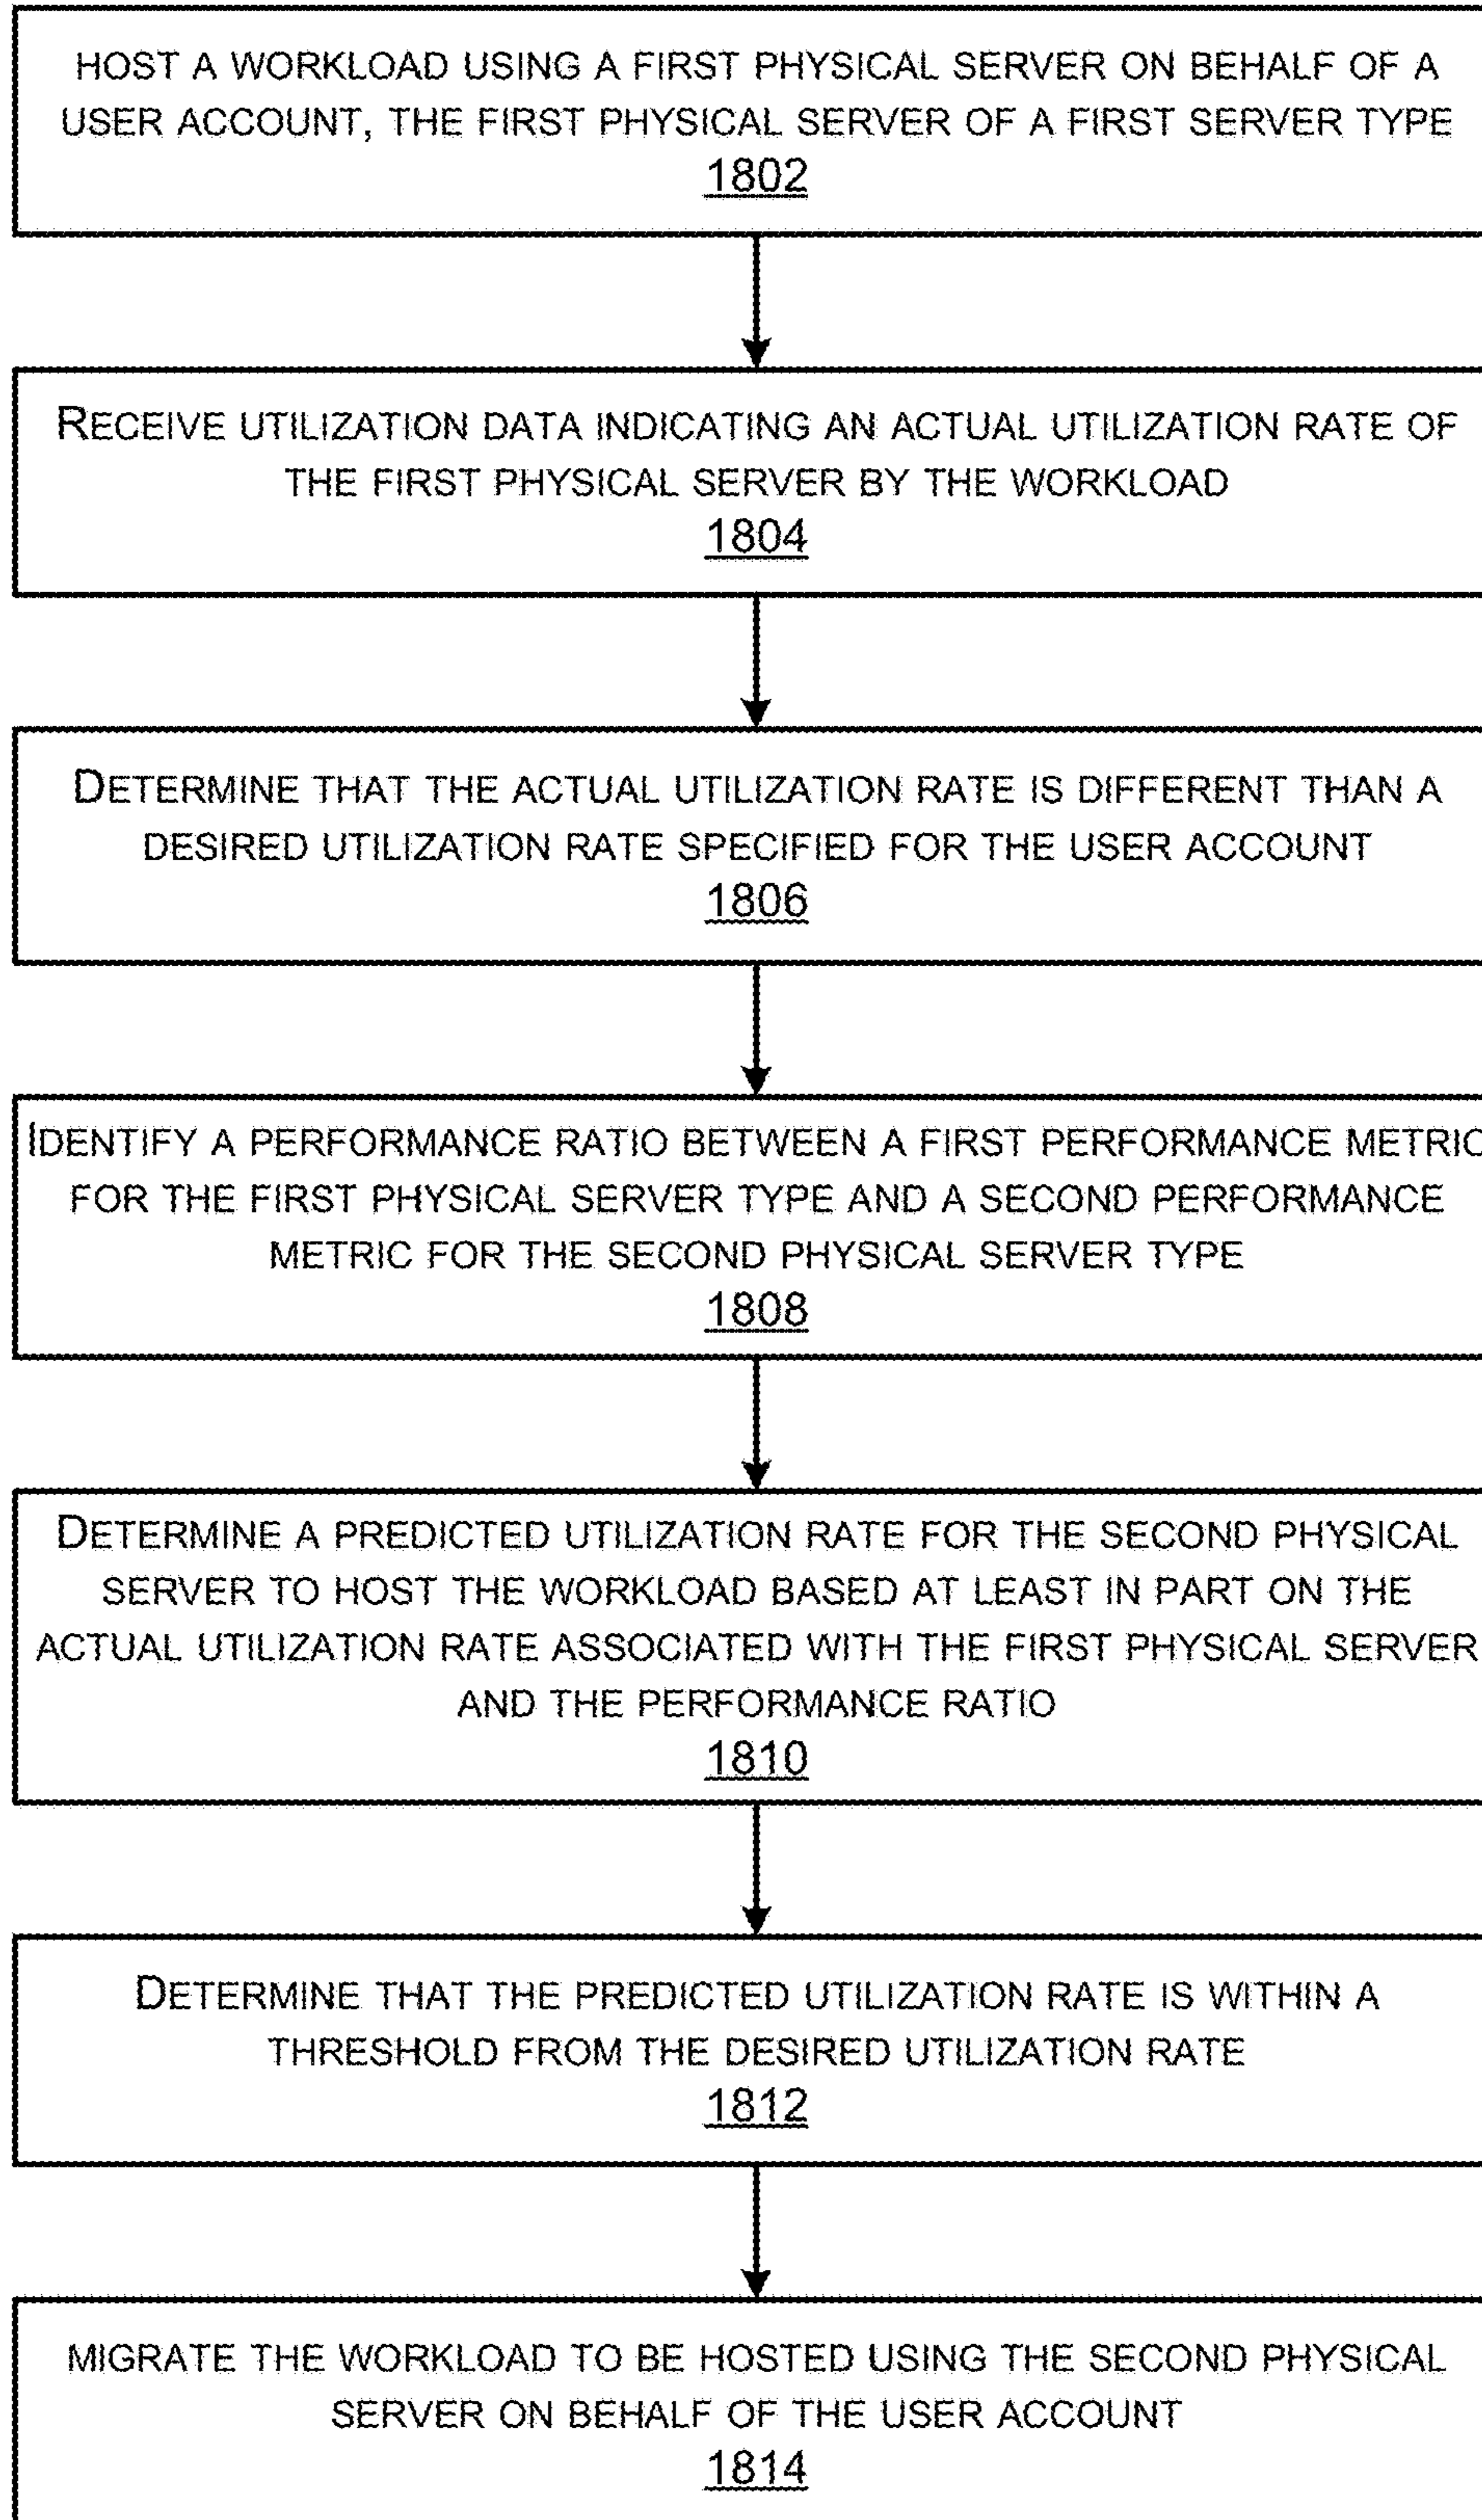 HOST A WORKLOAD USING A FIRST PHYSICAL SERVER ON BEHALF OF A
USER ACCOUNT, THE FIRST PHYSICAL SERVER OF A FIRST SERVER TYPE
1802
RECEIVE UTILIZATION DATA INDICATING AN ACTUAL UTILIZATION RATE OF
THE FIRST PHYSICAL SERVER BY THE WORKLOAD
1804
DETERMINE THAT THE ACTUAL UTILIZATION RATE IS DIFFERENT THAN A
DESIRED UTILIZATION RATE SPECIFIED FOR THE USER ACCOUNT
1806
IDENTIFY A PERFORMANCE RATIO BETWEEN A FIRST PERFORMANCE METRIC
FOR THE FIRST PHYSICAL SERVER TYPE AND A SECOND PERFORMANCE
METRIC FOR THE SECOND PHYSICAL SERVER TYPE
1808
DETERMINE A PREDICTED UTILIZATION RATE FOR THE SECOND PHYSICAL
SERVER TO HOST THE WORKLOAD BASED AT LEAST IN PART ON THE
ACTUAL UTILIZATION RATE ASSOCIATED WITH THE FIRST PHYSICAL SERVER
AND THE PERFORMANCE RATIO
1810
DETERMINE THAT THE PREDICTED UTILIZATION RATE IS WITHIN A
THRESHOLD FROM THE DESIRED UTILIZATION RATE
1812
MIGRATE THE WORKLOAD TO BE HOSTED USING THE SECOND PHYSICAL
SERVER ON BEHALF OF THE USER ACCOUNT
1814